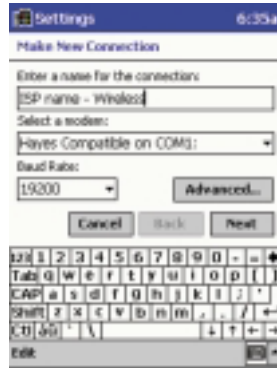 Settings 6:35a
Make New Connection
Enter a name for the connection:
ISP name - Wireless
Select a modem:
Hayes Compatible on COM1:
Baud Rate:
19200 Advanced...
Cancel Back Next
123 1 2 3 4 5 6 7 8 9 0 - =
Tab q w e r t y u i o p [ ]
CAP a s d f g h j k l ; '
Shift z x c v b n m , . /
Ctl áü ` \
Edit